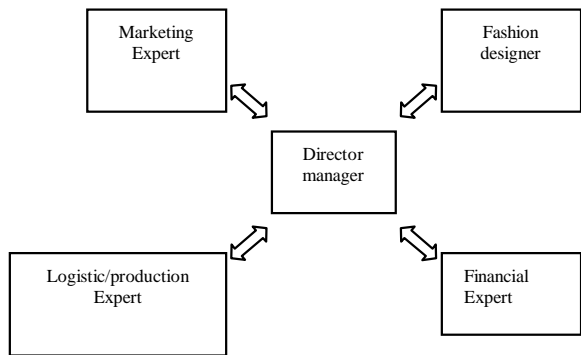 Marketing
Expert
Fashion
designer
Director
manager
Logistic/production
Expert
Financial
Expert